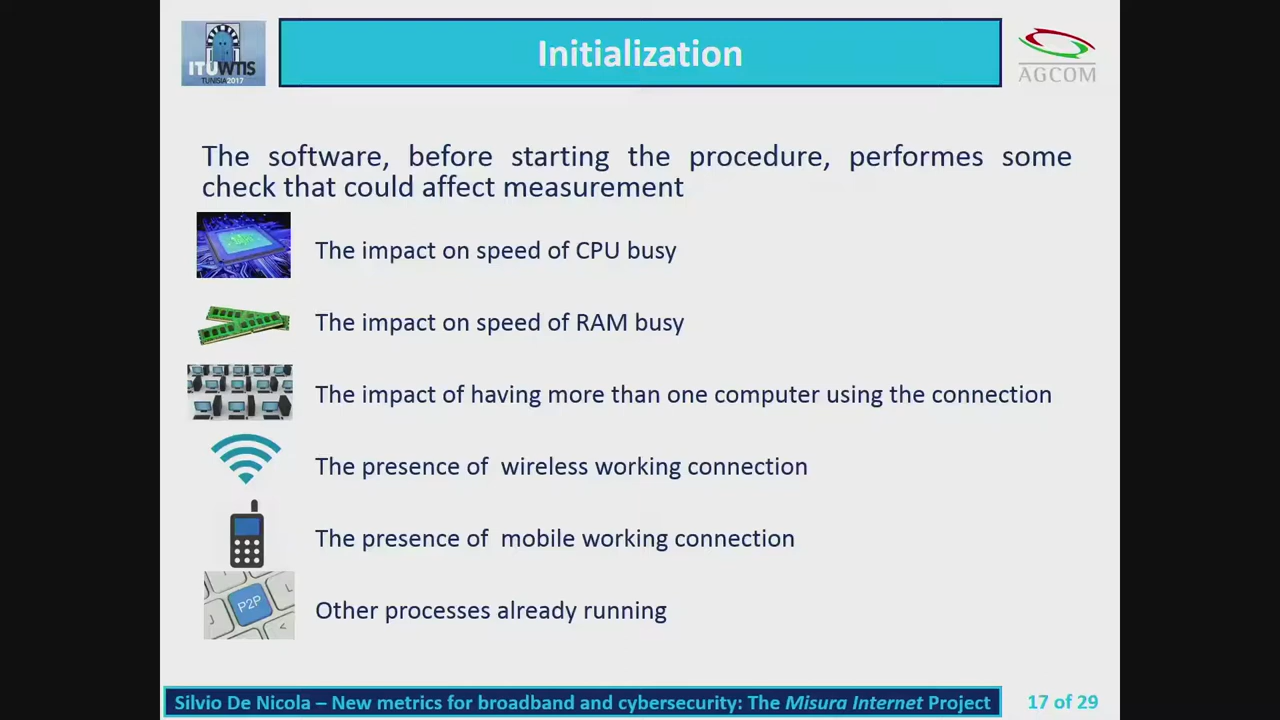 ITUWTIS
TUNISIA 2017
Initialization
AGCOM
The software, before starting the procedure, performes some
check that could affect measurement
The impact on speed of CPU busy
The impact on speed of RAM busy
The impact of having more than one computer using the connection
The presence of wireless working connection
The presence of mobile working connection
P2P
Other processes already running
Silvio De Nicola – New metrics for broadband and cybersecurity: The Misura Internet Project
17 of 29